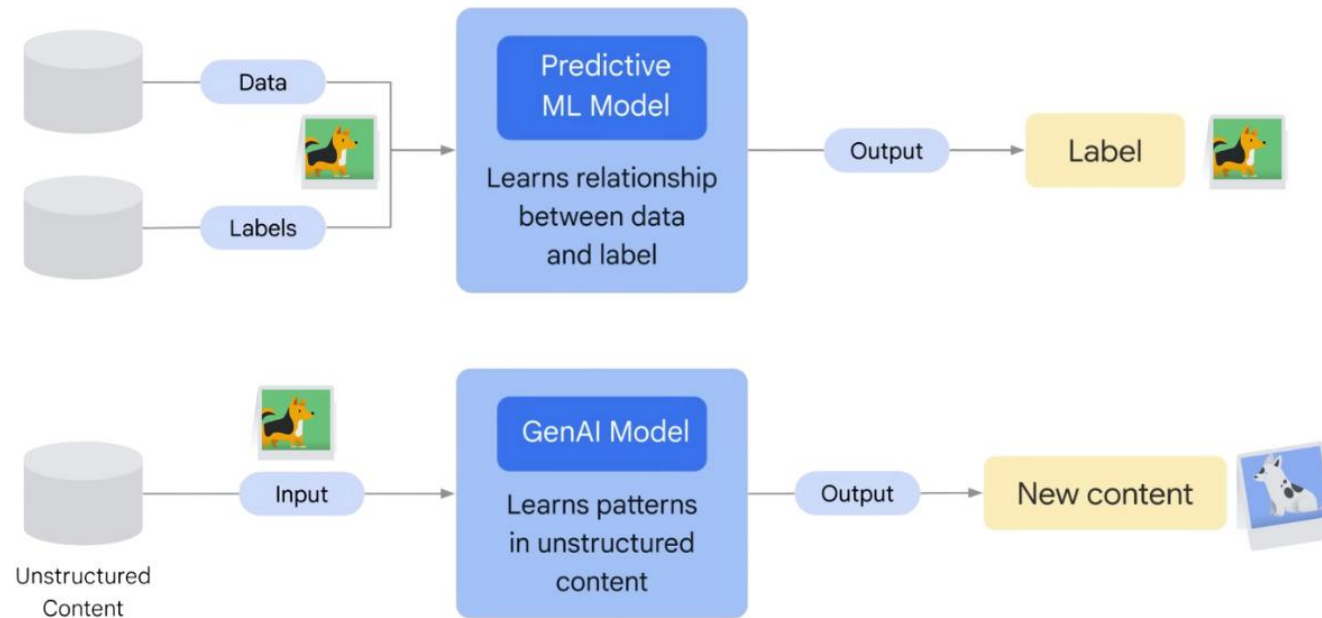 Data
Labels
Predictive
ML Model
Learns relationship
between data
and label
Output
Label
Unstructured
Content
Input
GenAI Model
Learns patterns
in unstructured
content
Output
New content